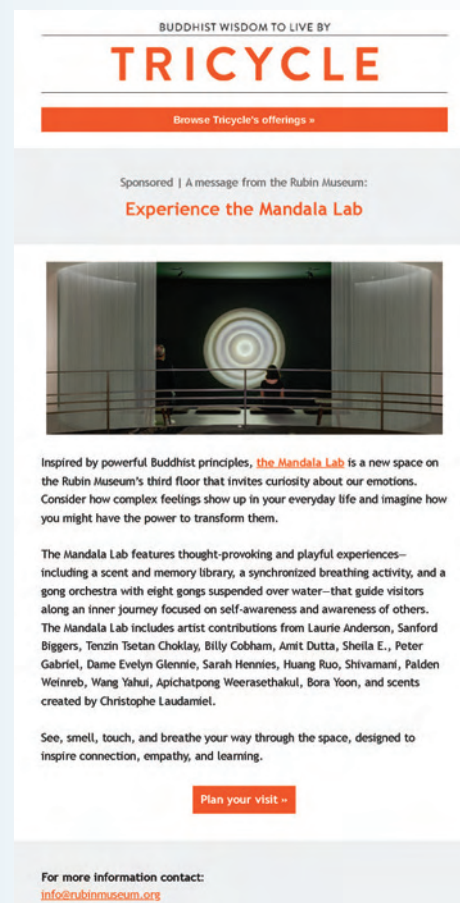 BUDDHIST WISDOM TO LIVE BY
TRICYCLE
Browse Tricycle's offerings »
Sponsored | A message from the Rubin Museum:
Experience the Mandala Lab
Inspired by powerful Buddhist principles, the Mandala Lab is a new space on
the Rubin Museum's third floor that invites curiosity about our emotions.
Consider how complex feelings show up in your everyday life and imagine how
you might have the power to transform them.
The Mandala Lab features thought-provoking and playful experiences—
including a scent and memory library, a synchronized breathing activity, and a
gong orchestra with eight gongs suspended over water—that guide visitors
along an inner journey focused on self-awareness and awareness of others.
The Mandala Lab includes artist contributions from Laurie Anderson, Sanford
Biggers, Tenzin Tsetan Choklay, Billy Cobham, Amit Dutta, Sheila E., Peter
Gabriel, Dame Evelyn Glennie, Sarah Hennies, Huang Ruo, Shivamani, Palden
Weinreb, Wang Yahui, Apichatpong Weerasethakul, Bora Yoon, and scents
created by Christophe Laudamiel.
See, smell, touch, and breathe your way through the space, designed to
inspire connection, empathy, and learning.
Plan your visit »
For more information contact:
info@rubinmuseum.org